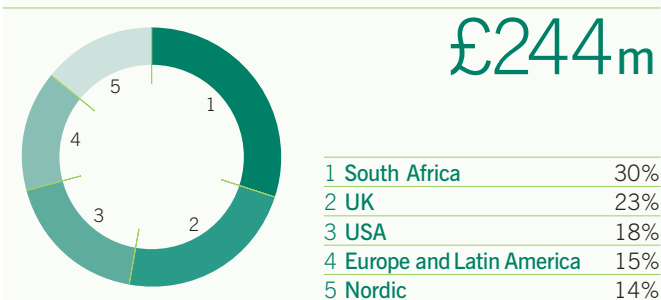 £244m
5
1
4
3
2
1 South Africa 30%
2 UK 23%
3 USA 18%
4 Europe and Latin America 15%
5 Nordic 14%